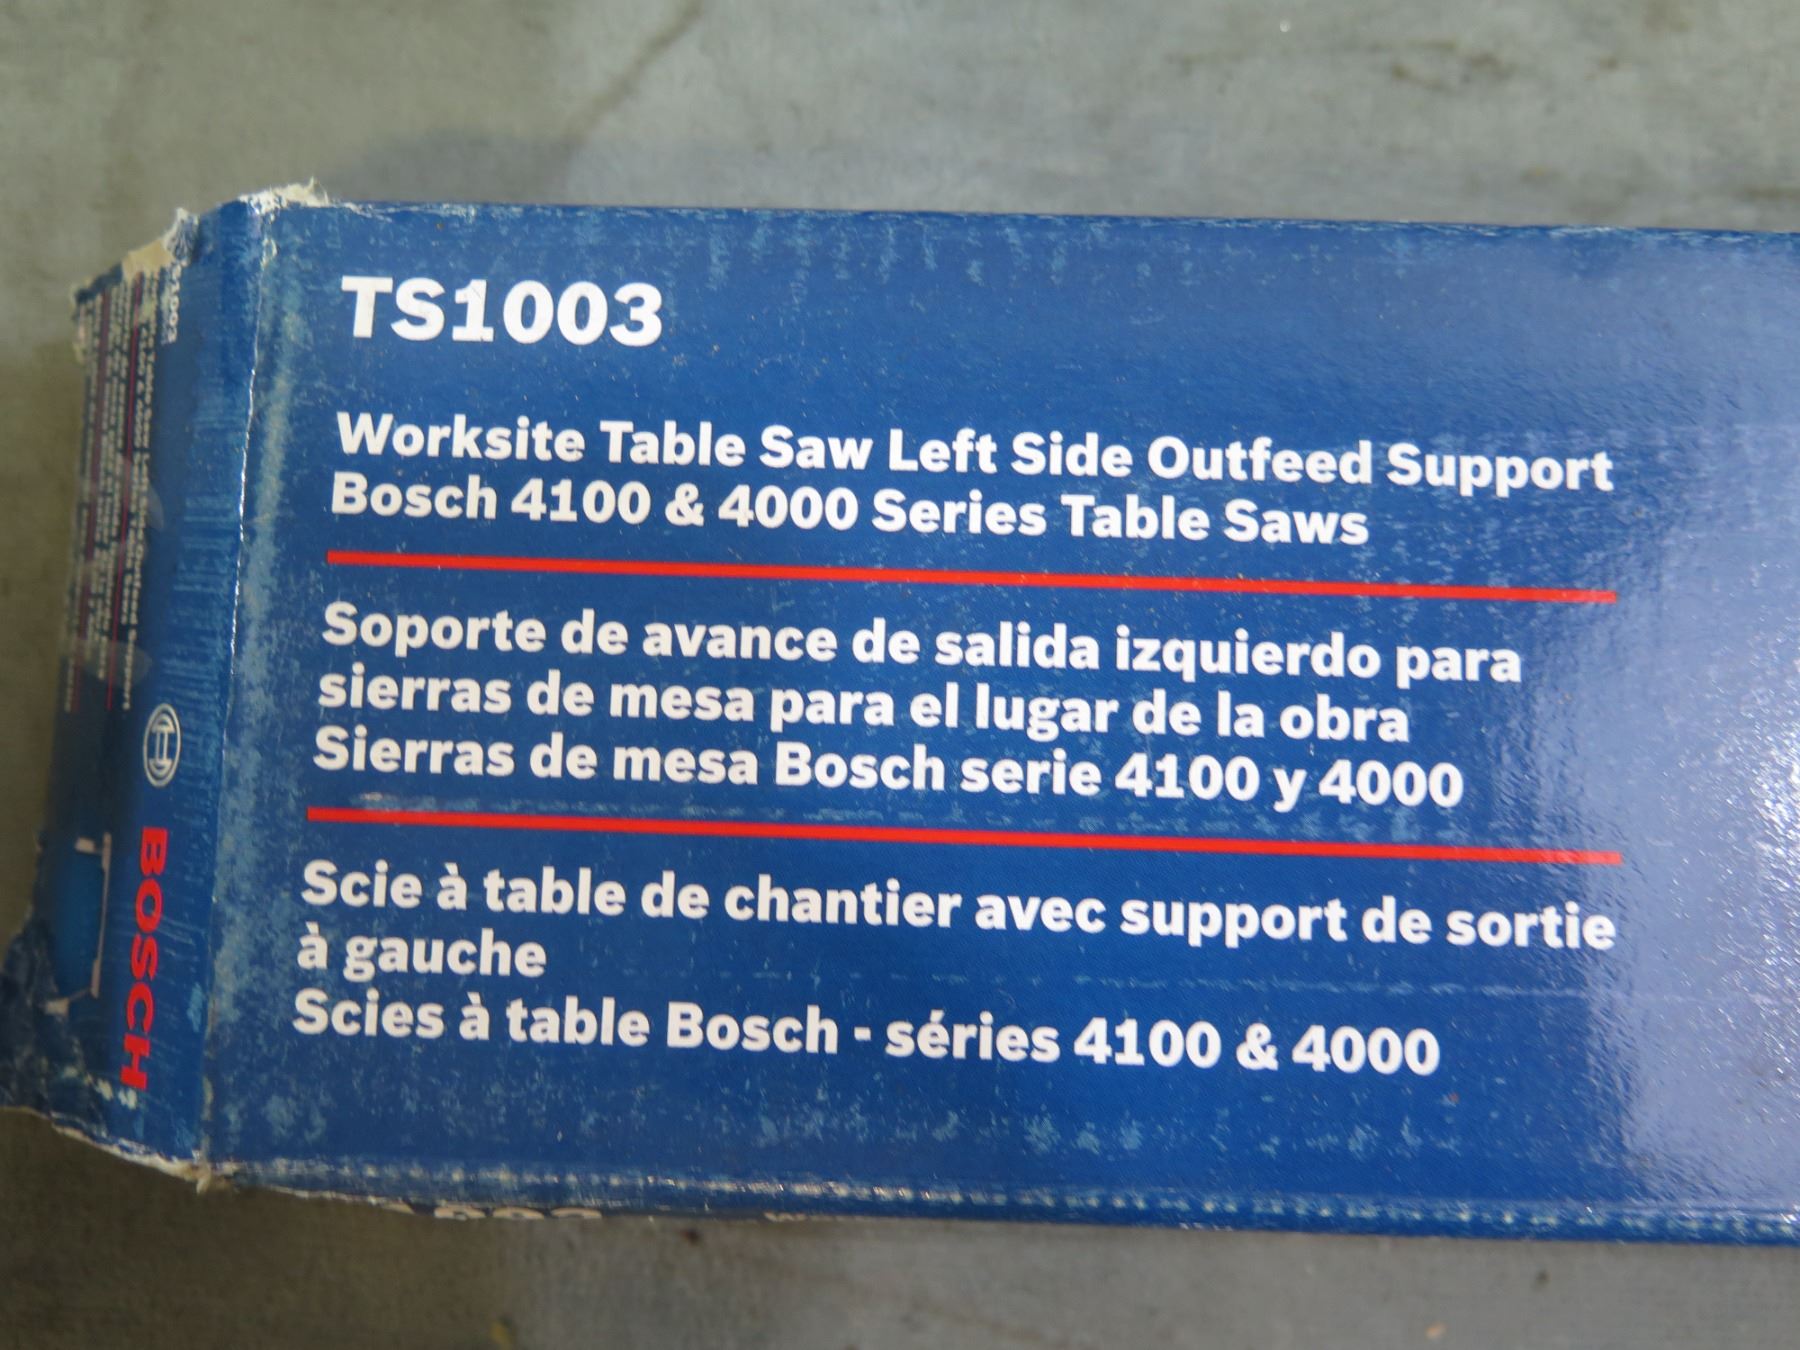 TS1003
Worksite Table Saw Left Side Outfeed Support
Bosch 4100 & 4000 Series Table Saws
Soporte de avance de salida izquierdo para
sierras de mesa para el lugar de la obra
Sierras de mesa Bosch serie 4100 y 4000
Scie à table de chantier avec support de sortie
à gauche
Scies à table Bosch - séries 4100 & 4000
TS1003
BOSCH